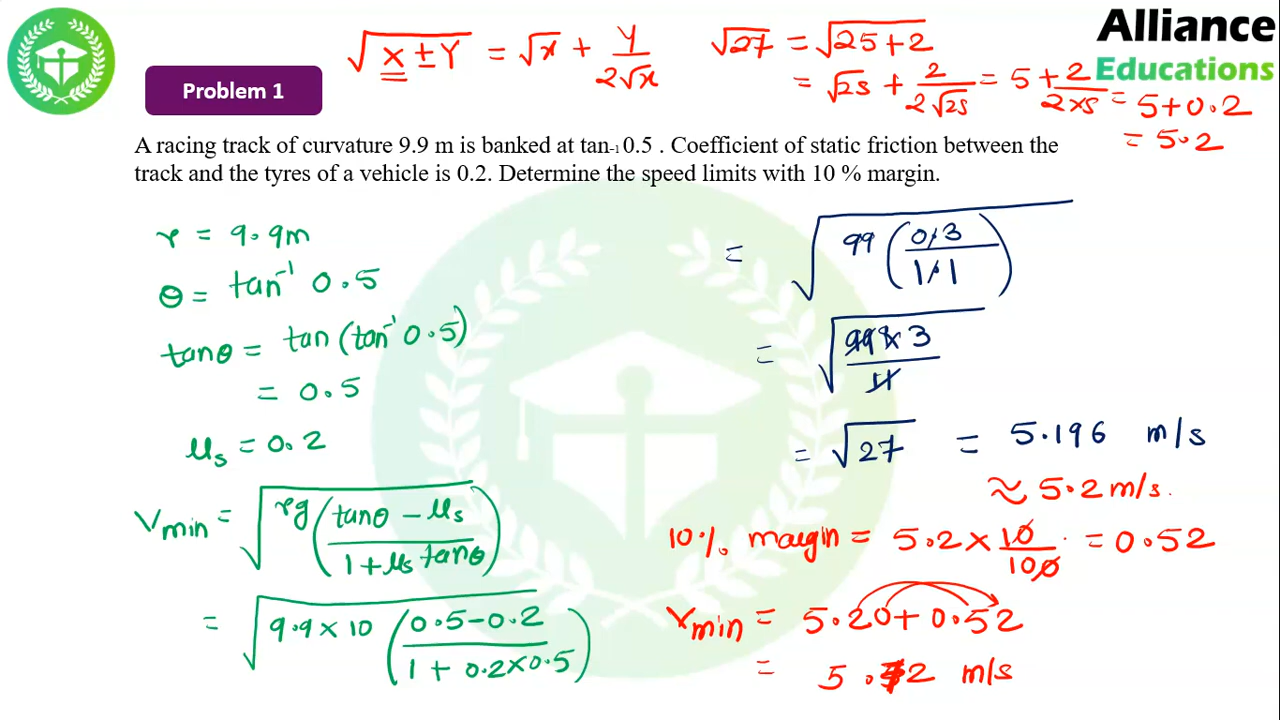 Alliance
Educations
Problem 1
√(x ± y) = √x + y/(2√x)
√27 = √(25+2)
= √25 + 2/(2√25) = 5 + 2/(2×5) = 5+0.2
= 5.2
A racing track of curvature 9.9 m is banked at tan-1 0.5 . Coefficient of static friction between the
track and the tyres of a vehicle is 0.2. Determine the speed limits with 10 % margin.
r = 9.9m
θ = tan⁻¹ 0.5
tanθ = tan (tan⁻¹ 0.5)
= 0.5
μs = 0.2
Vmin = √(rg ((tanθ − μs)/(1+μs tanθ)))
= √(9.9 × 10 ((0.5−0.2)/(1 + 0.2×0.5)))
= √(99 (0.3/1.1))
= √((99 × 3)/11)
= √27 = 5.196 m/s
≈ 5.2 m/s.
10% margin = 5.2 × 10/100 = 0.52
Vmin = 5.20 + 0.52
= 5.72 m/s